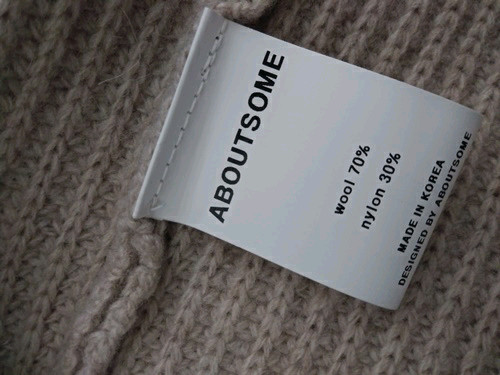 ABOUTSOME
wool 70%
nylon 30%
MADE IN KOREA
DESIGNED BY ABOUTSOME